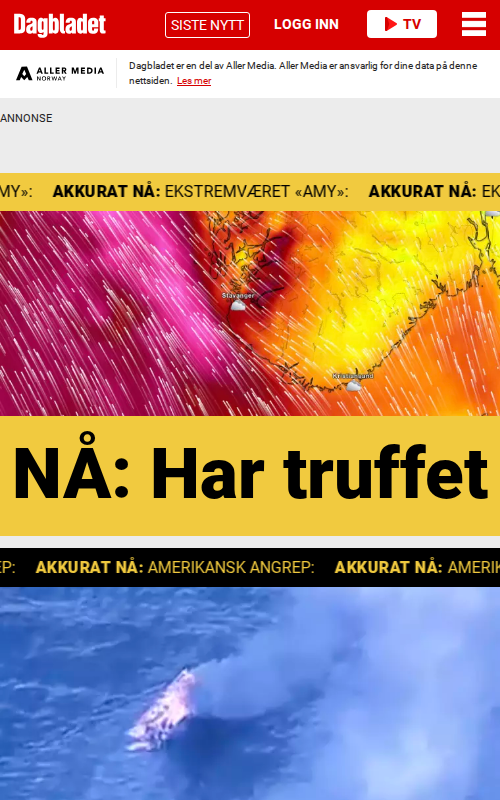 Dagbladet
SISTE NYTT
LOGG INN
TV
ALLER MEDIA
NORWAY
Dagbladet er en del av Aller Media. Aller Media er ansvarlig for dine data på denne
nettsiden. Les mer
ANNONSE
MY»: AKKURAT NÅ: EKSTREMVÆRET «AMY»: AKKURAT NÅ: EK
Stavanger
Kristiansand
NÅ: Har truffet
EP: AKKURAT NÅ: AMERIKANSK ANGREP: AKKURAT NÅ: AMERIK